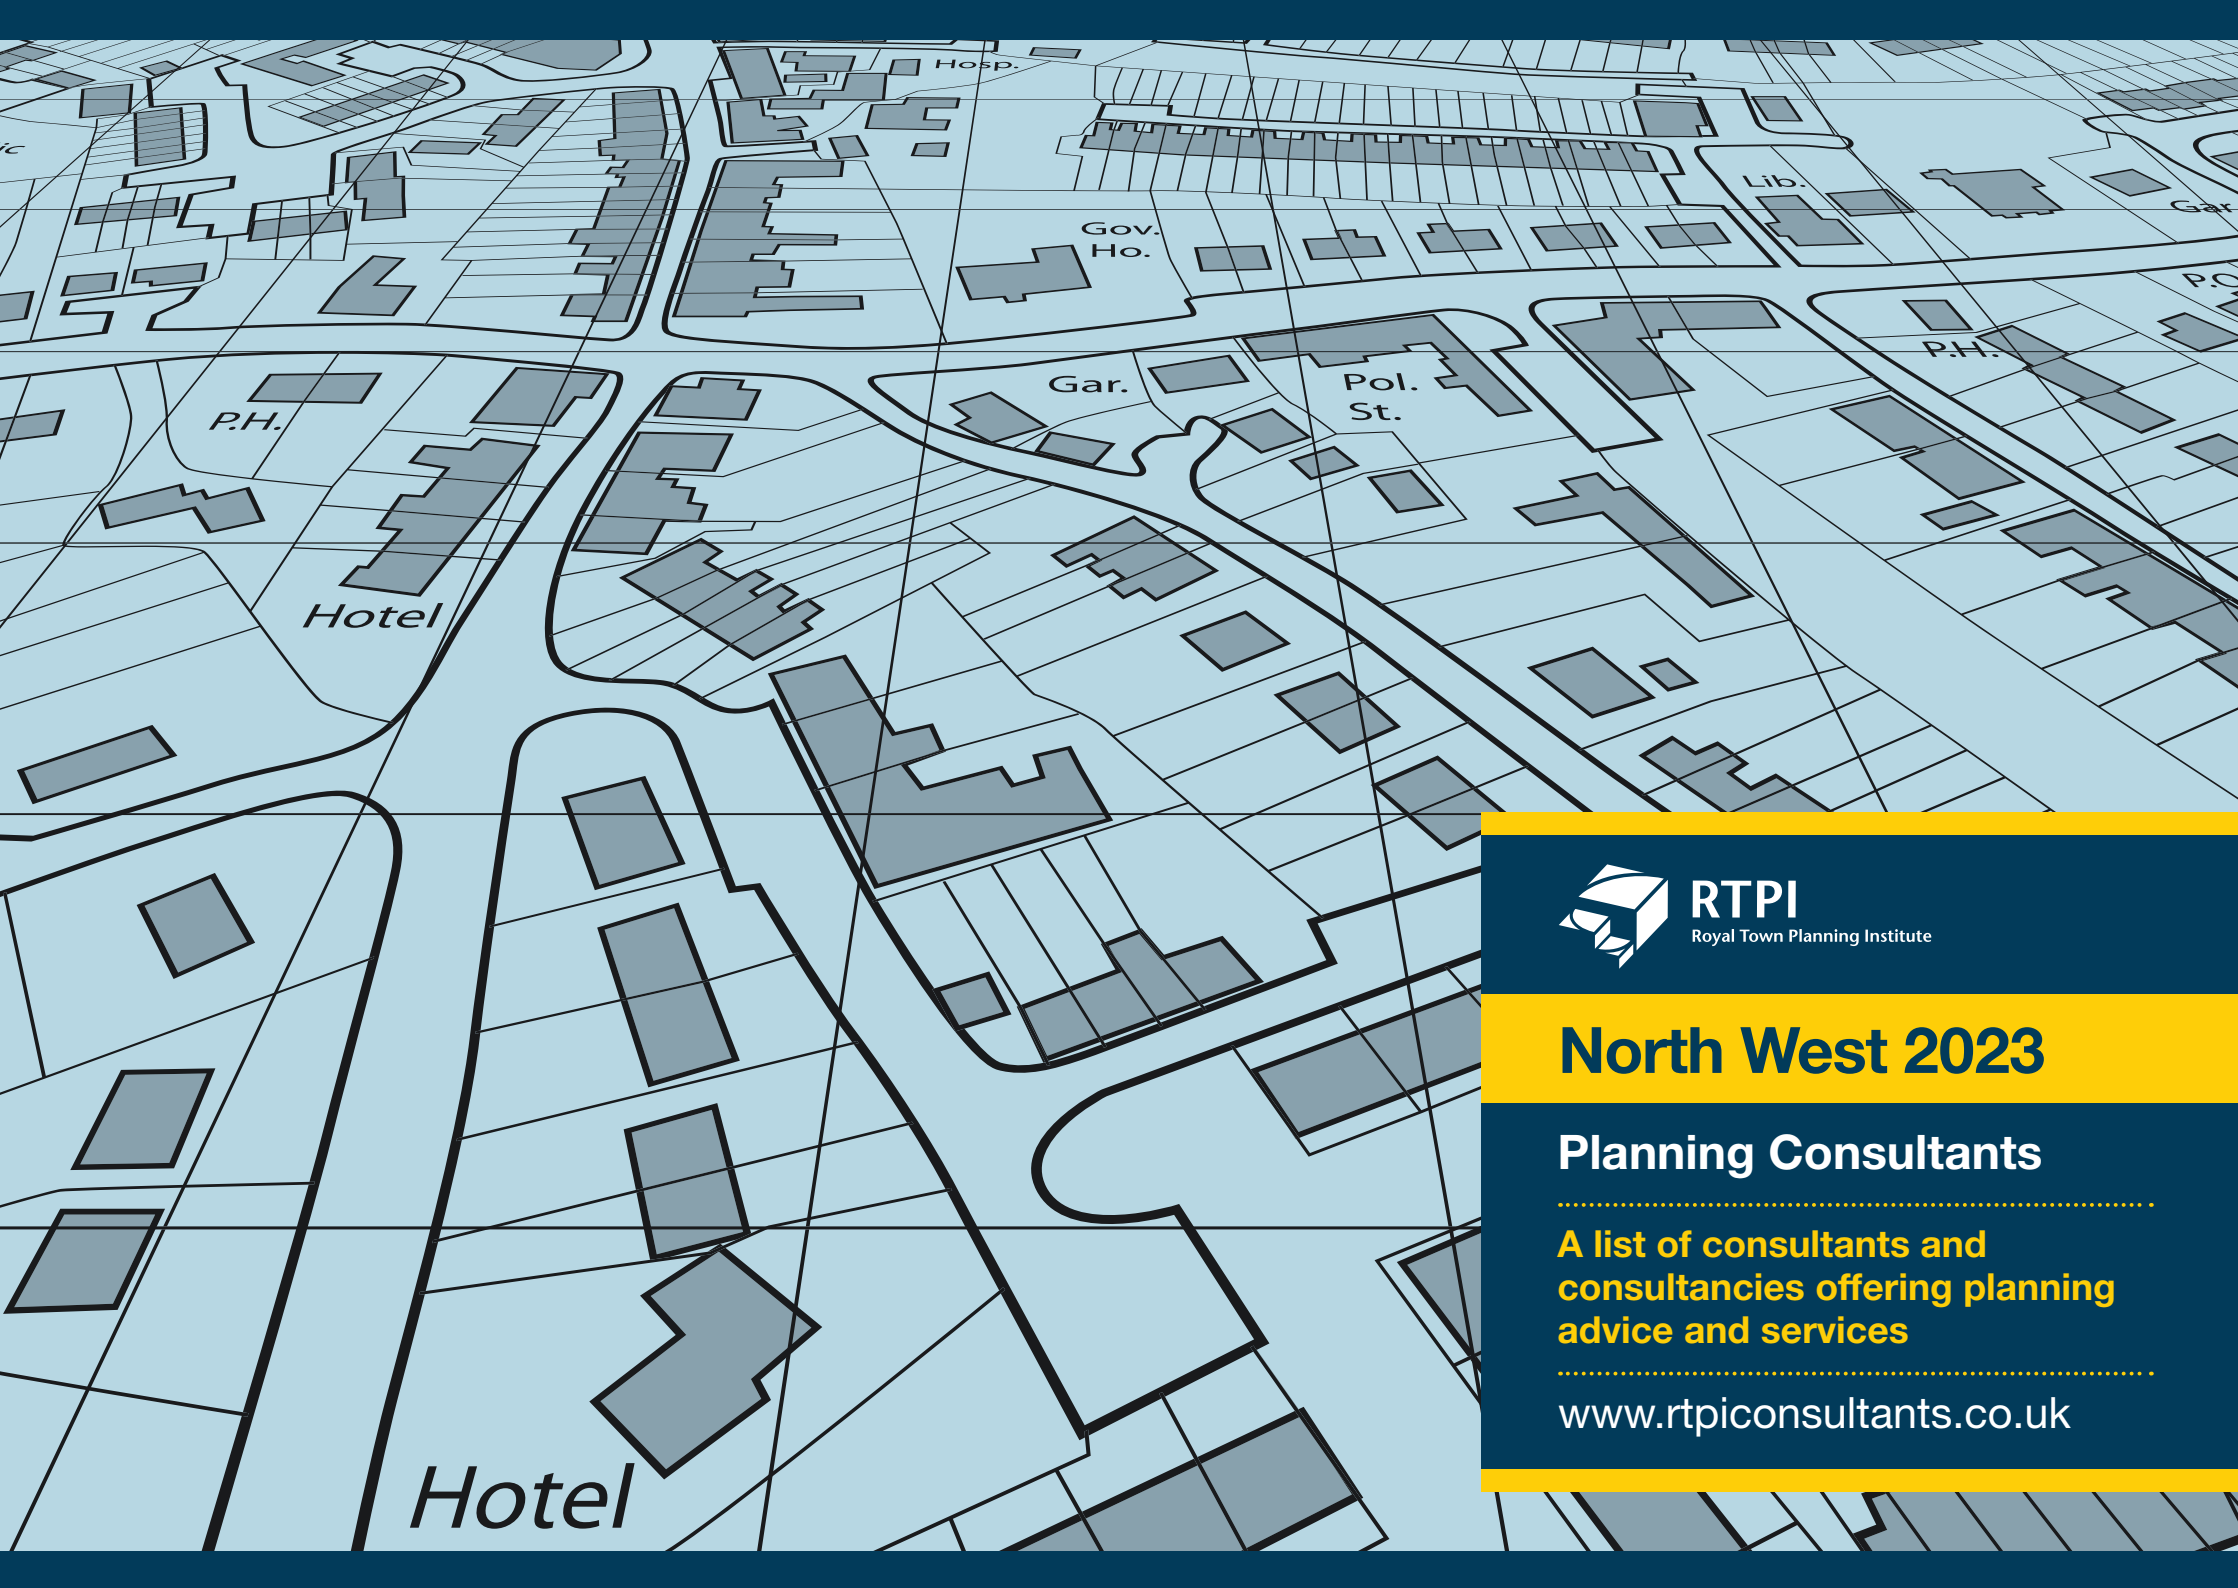 Hosp.
Lib.
Gov.
Ho.
P.H.
Gar.
Pol.
St.
P.H.
Hotel
Hotel
RTPI
Royal Town Planning Institute
North West 2023
Planning Consultants
A list of consultants and
consultancies offering planning
advice and services
www.rtpiconsultants.co.uk